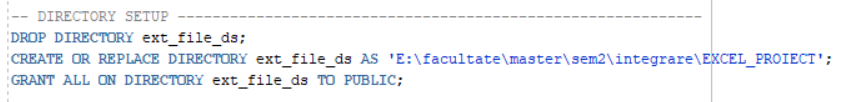 -- DIRECTORY SETUP ----------------------------------------------------------------
DROP DIRECTORY ext_file_ds;
CREATE OR REPLACE DIRECTORY ext_file_ds AS 'E:\facultate\master\sem2\integrare\EXCEL_PROIECT';
GRANT ALL ON DIRECTORY ext_file_ds TO PUBLIC;